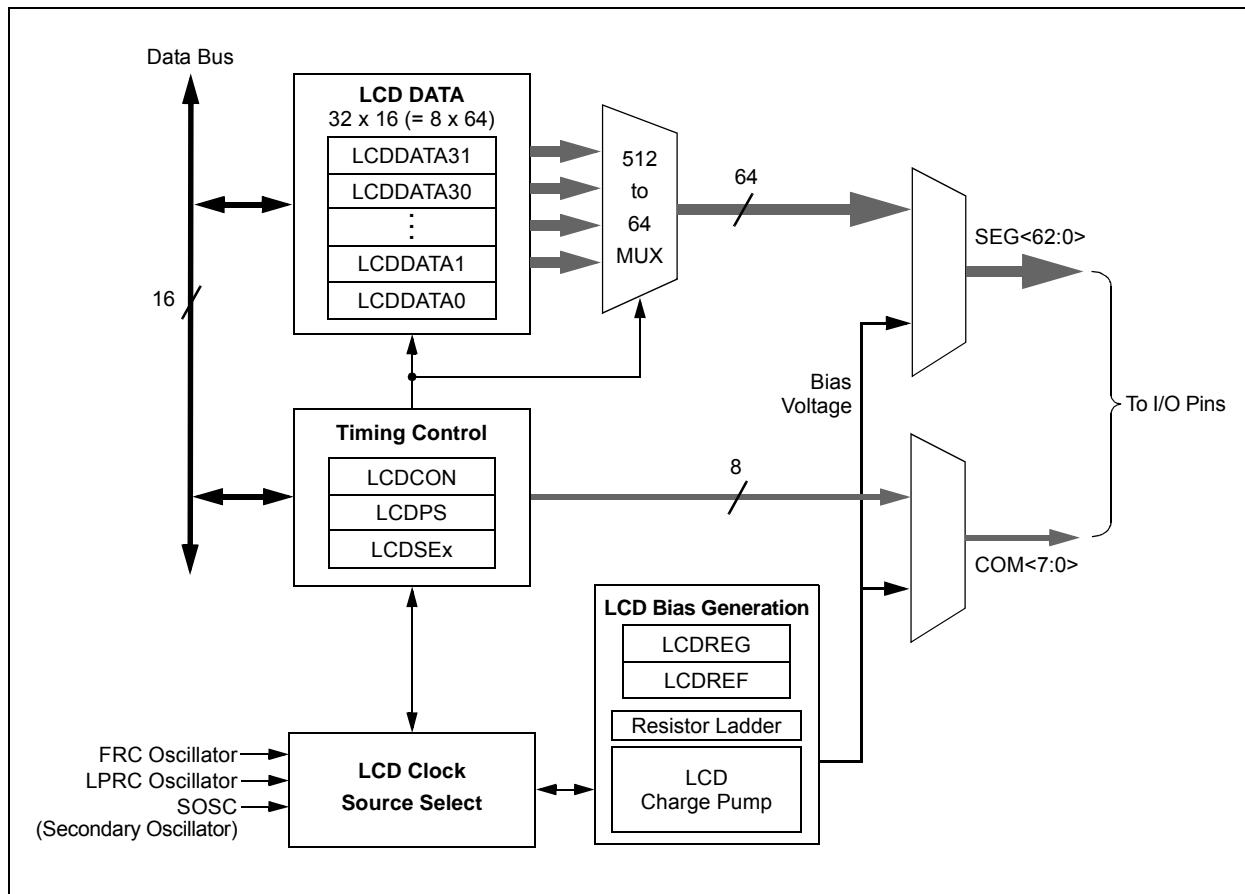 Data Bus
16
LCD DATA
32 x 16 (= 8 x 64)
LCDDATA31
LCDDATA30
LCDDATA1
LCDDATA0
512
to
64
MUX
64
SEG<62:0>
Bias
Voltage
To I/O Pins
Timing Control
LCDCON
LCDPS
LCDSEx
8
COM<7:0>
LCD Bias Generation
LCDREG
LCDREF
Resistor Ladder
LCD
Charge Pump
FRC Oscillator
LPRC Oscillator
SOSC
(Secondary Oscillator)
LCD Clock
Source Select